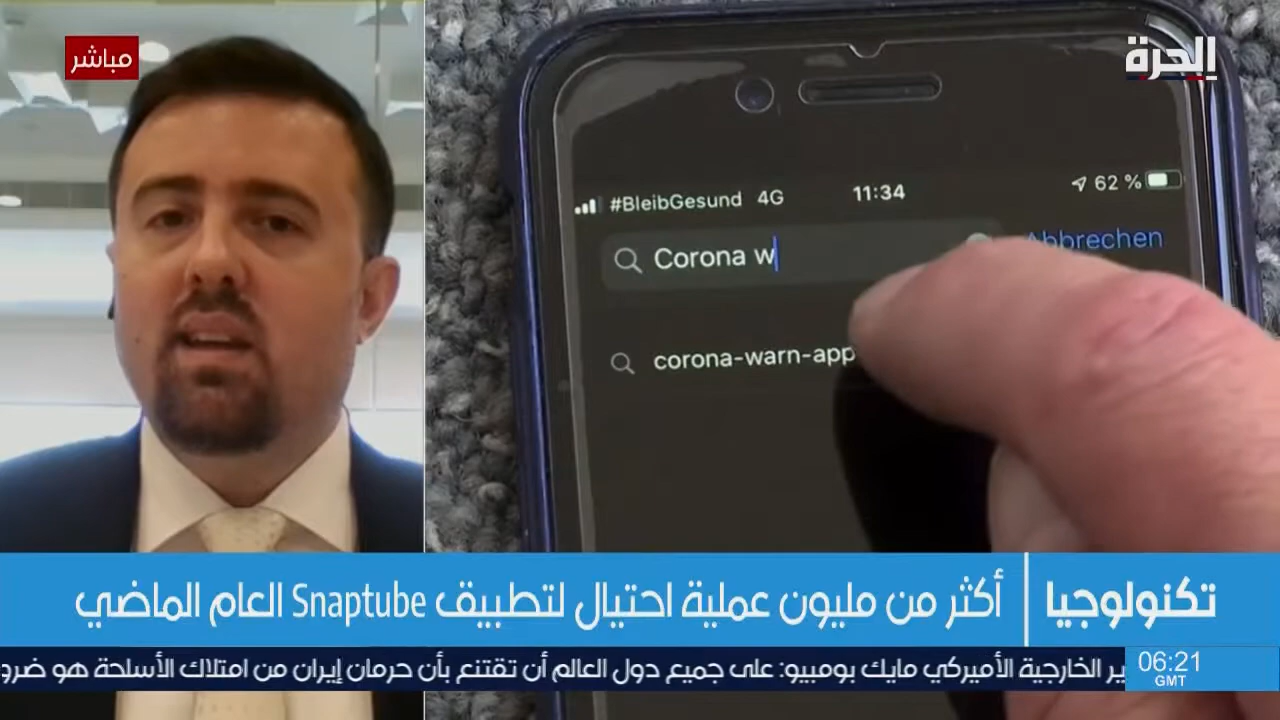 مباشر
الحرة
#BleibGesund 4G 11:34 62 %
Corona w
Abbrechen
corona-warn-app
تكنولوجيا
أكثر من مليون عملية احتيال لتطبيق Snaptube العام الماضي
الخارجية الأميركي مايك بومبيو: على جميع دول العالم أن تقتنع بأن حرمان إيران من امتلاك الأسلحة هو
06:21
GMT